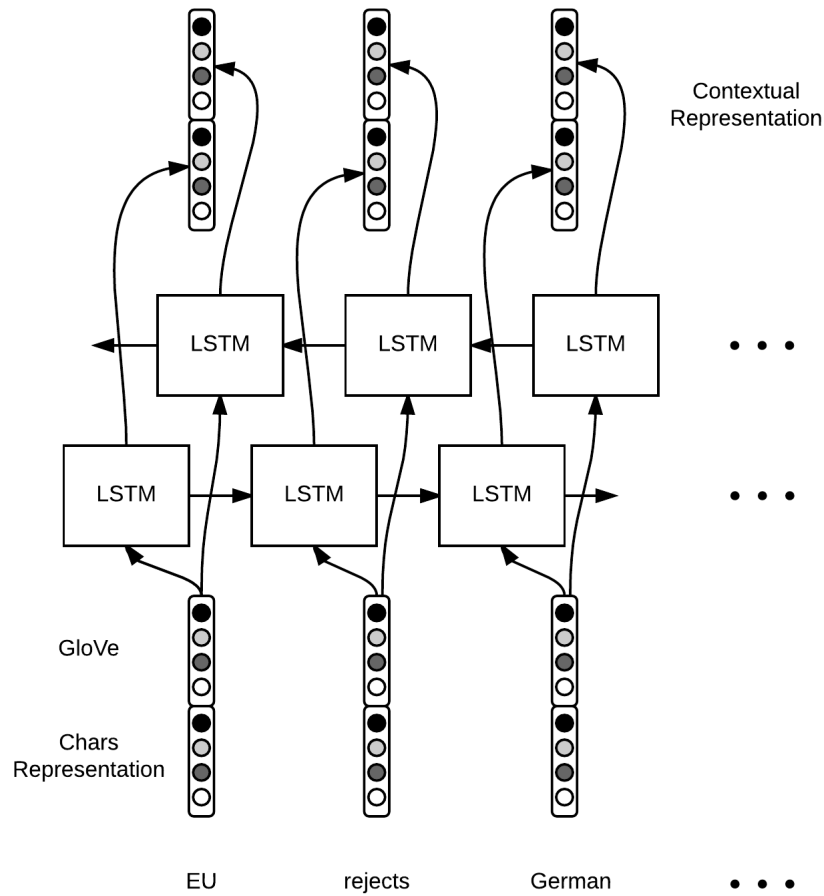 Contextual
Representation
LSTM LSTM LSTM
LSTM LSTM LSTM
GloVe
Chars
Representation
EU rejects German